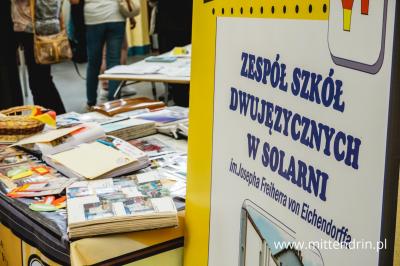 ZESPÓŁ SZKÓŁ
DWUJĘZYCZNYCH
W SOLARNI
im.Josepha Freiherra von Eichendorffa
www.mittendrin.pl